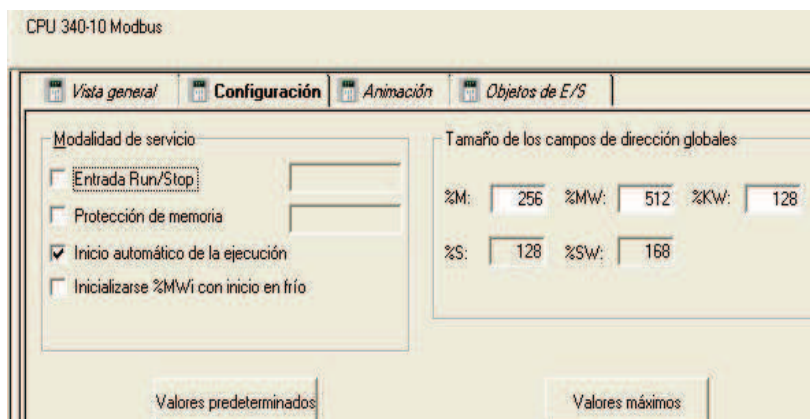 CPU 340-10 Modbus
Vista general Configuración Animación Objetos de E/S
Modalidad de servicio
Entrada Run/Stop
Protección de memoria
Inicio automático de la ejecución
Inicializarse %MWi con inicio en frío
Tamaño de los campos de dirección globales
%M: 256 %MW: 512 %KW: 128
%S: 128 %SW: 168
Valores predeterminados Valores máximos